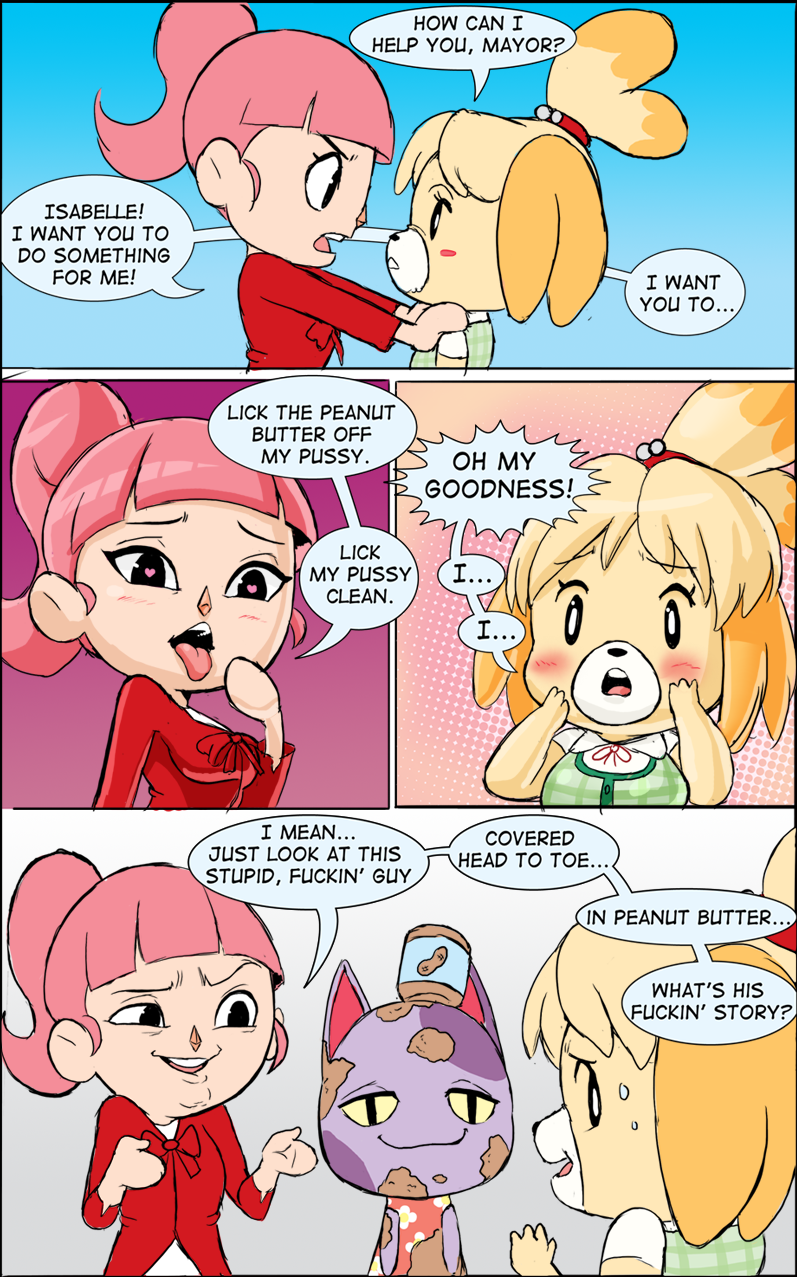 HOW CAN I
HELP YOU, MAYOR?
ISABELLE!
I WANT YOU TO
DO SOMETHING
FOR ME!
I WANT
YOU TO...
LICK THE PEANUT
BUTTER OFF
MY PUSSY.
LICK
MY PUSSY
CLEAN.
OH MY
GOODNESS!
I...
I...
I MEAN...
JUST LOOK AT THIS
STUPID, FUCKIN' GUY
COVERED
HEAD TO TOE...
IN PEANUT BUTTER...
WHAT'S HIS
FUCKIN' STORY?